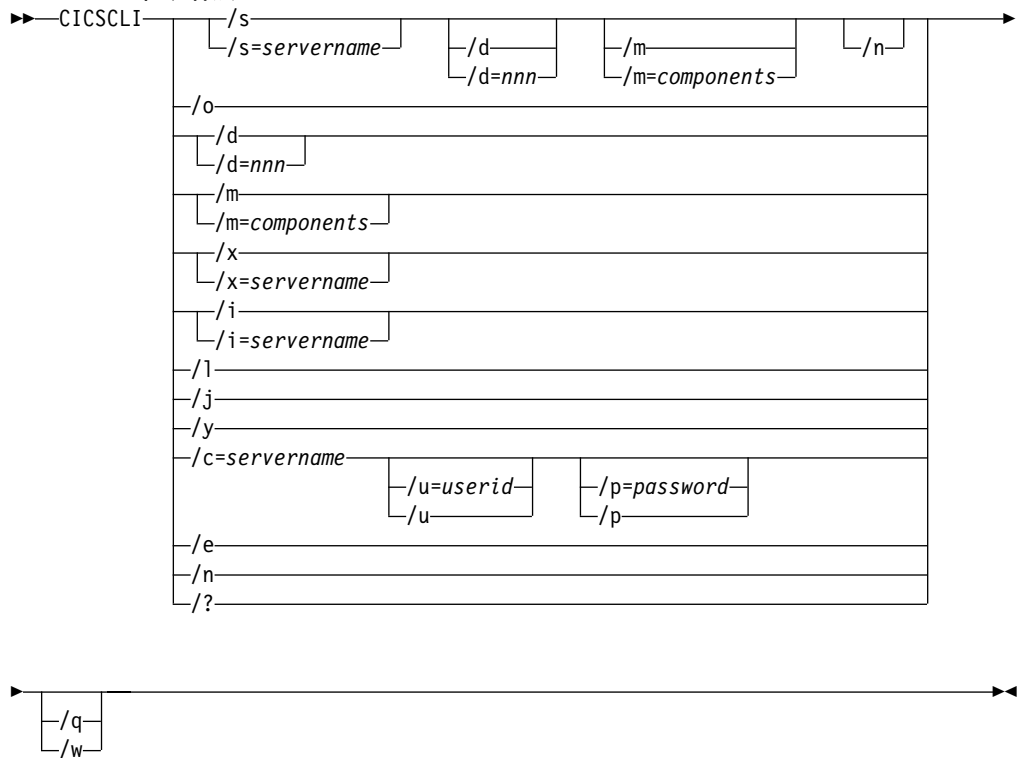 CICSCLI /s
/s=servername /d /m /n
/d=nnn /m=components
/o
/d
/d=nnn
/m
/m=components
/x
/x=servername
/i
/i=servername
/l
/j
/y
/c=servername
/u=userid /p=password
/u /p
/e
/n
/?
/q
/w